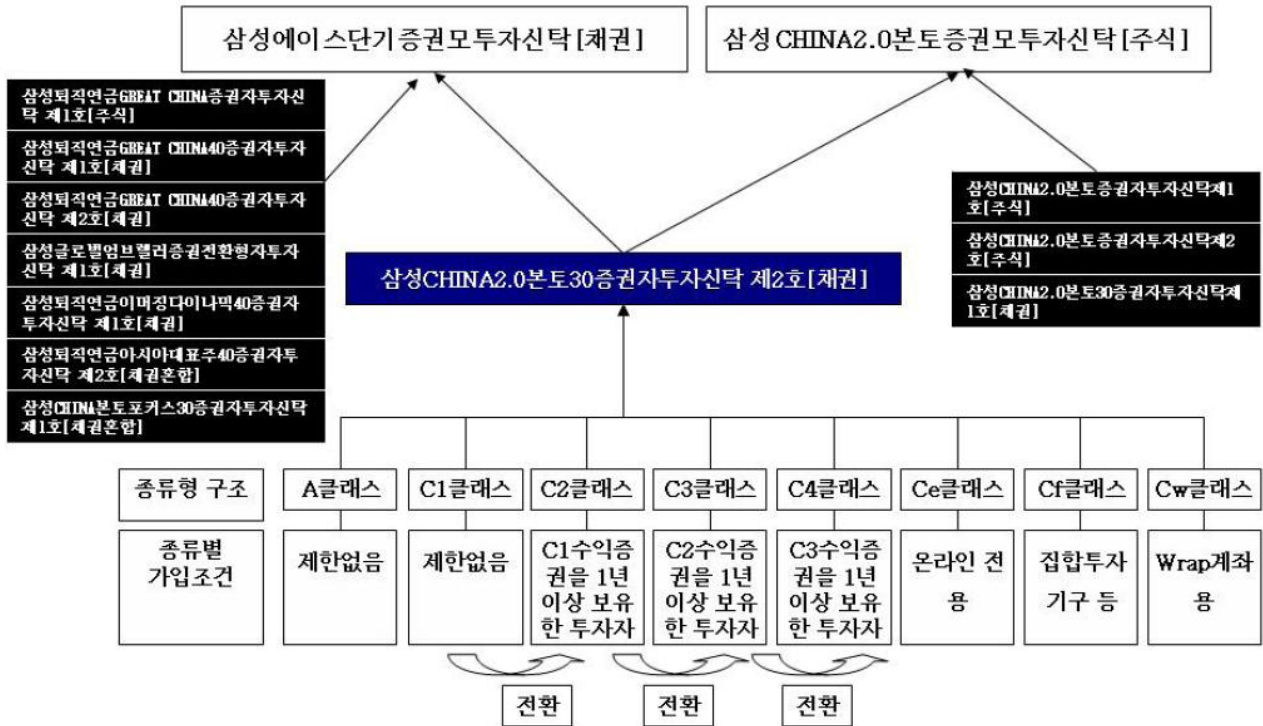 삼성에이스단기증권모투자신탁[채권]
삼성CHINA2.0본토증권모투자신탁[주식]
삼성퇴직연금GREAT CHINA증권자투자신
탁 제1호[주식]
삼성퇴직연금GREAT CHINA40증권자투자
신탁 제1호[채권]
삼성퇴직연금GREAT CHINA40증권자투자
신탁 제2호[채권]
삼성글로벌엄브렐러증권전환형자투자
신탁 제1호[채권]
삼성퇴직연금이머징다이나믹40증권자
투자신탁 제1호[채권]
삼성퇴직연금아시아대표주40증권자투
자신탁 제2호[채권혼합]
삼성CHINA본토포커스30증권자투자신탁
제1호[채권혼합]
삼성CHINA2.0본토증권자투자신탁제1
호[주식]
삼성CHINA2.0본토증권자투자신탁제2
호[주식]
삼성CHINA2.0본토30증권자투자신탁제
1호[채권]
삼성CHINA2.0본토30증권자투자신탁 제2호[채권]
종류형 구조
A클래스
C1클래스
C2클래스
C3클래스
C4클래스
Ce클래스
Cf클래스
Cw클래스
종류별
가입조건
제한없음
제한없음
C1수익증
권을 1년
이상 보유
한 투자자
C2수익증
권을 1년
이상 보유
한 투자자
C3수익증
권을 1년
이상 보유
한 투자자
온라인 전
용
집합투자
기구 등
Wrap계좌
용
전환
전환
전환